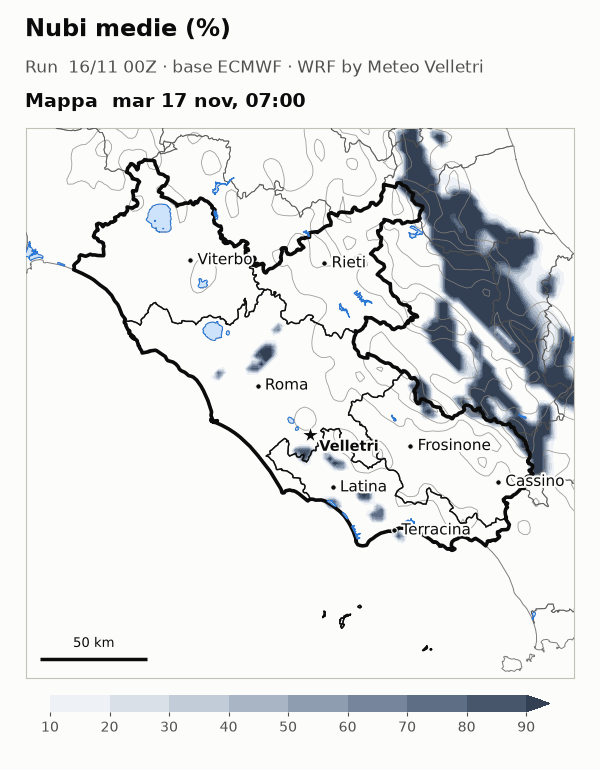 Nubi medie (%)
Run  16/11 00Z · base ECMWF · WRF by Meteo Velletri
Mappa  mar 17 nov, 07:00
Viterbo
Rieti
Roma
Velletri
Frosinone
Latina
Cassino
Terracina
50 km
10 20 30 40 50 60 70 80 90